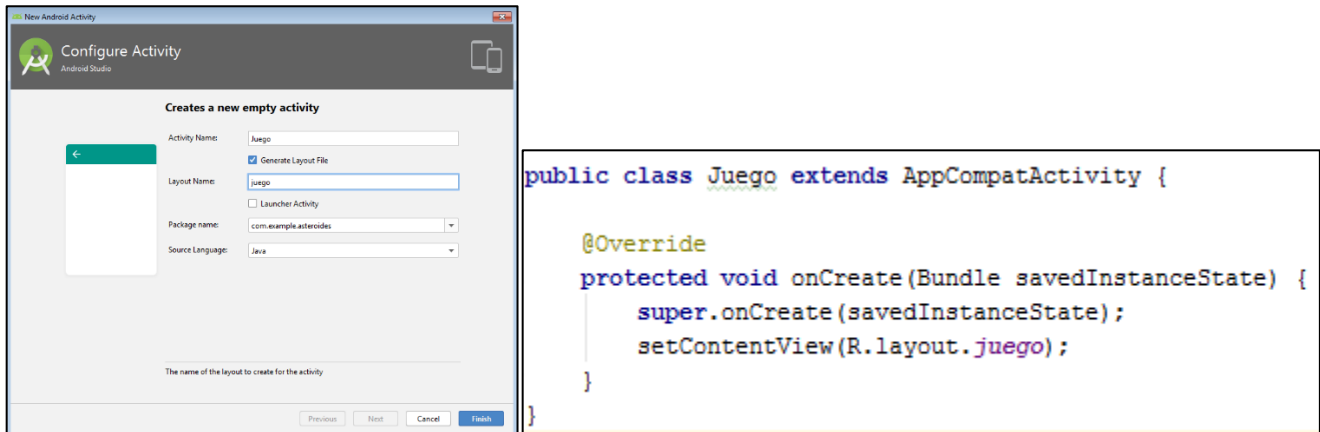 New Android Activity
Configure Activity
Android Studio
Creates a new empty activity
Activity Name:
Juego
Generate Layout File
Layout Name:
juego
Launcher Activity
Package name:
com.example.asteroides
Source Language:
Java
The name of the layout to create for the activity
Previous
Next
Cancel
Finish
public class Juego extends AppCompatActivity {
@Override
protected void onCreate(Bundle savedInstanceState) {
super.onCreate(savedInstanceState);
setContentView(R.layout.juego);
}
}